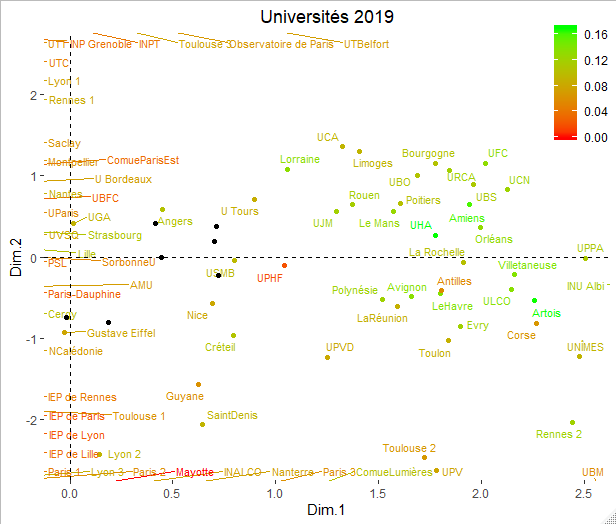 Universités 2019
UTT INP Grenoble INPT Toulouse 3 Observatoire de Paris UTBelfort
0.16
0.12
0.08
0.04
0.00
UTC
Lyon 1
2
Rennes 1
UCA
Saclay
Bourgogne UFC
Montpellier ComueParisEst Lorraine Limoges
1
U Bordeaux UBO URCA UCN
Nantes UBFC Rouen Poitiers UBS
UParis Angers U Tours
UGA UJM Le Mans UHA Amiens
UVSQ Strasbourg Orléans
Lille La Rochelle UPPA
0
PSL SorbonneU USMB UPHF Villetaneuse
AMU Polynésie Avignon Antilles INU Albi
Paris-Dauphine LeHavre ULCO
Cergy Nice LaRéunion Artois
Gustave Eiffel Evry Corse
-1
Créteil
NCalédonie UPVD Toulon UNÎMES
IEP de Rennes Guyane
IEP de Paris Toulouse 1 SaintDenis
-2
IEP de Lyon Rennes 2
IEP de Lille Lyon 2 Toulouse 2
Paris 1 Lyon 3 Paris 2 Mayotte INALCO Nanterre Paris 3 ComueLumières UPV UBM
0.0 0.5 1.0 1.5 2.0 2.5
Dim.1
Dim.2